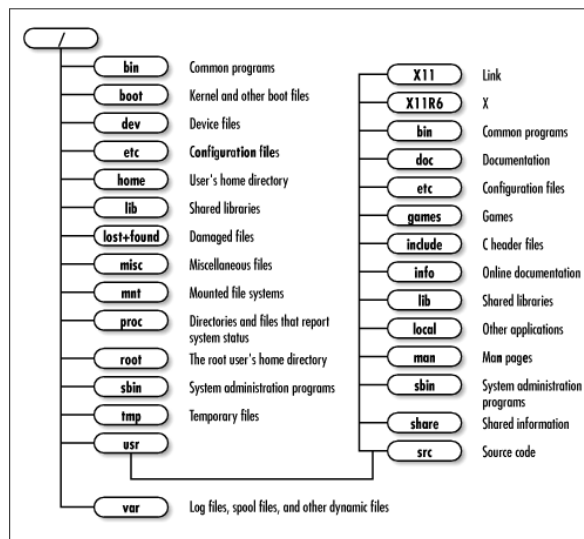 /
bin Common programs
boot Kernel and other boot files
dev Device files
etc Configuration files
home User's home directory
lib Shared libraries
lost+found Damaged files
misc Miscellaneous files
mnt Mounted file systems
proc Directories and files that report
system status
root The root user's home directory
sbin System administration programs
tmp Temporary files
usr
var Log files, spool files, and other dynamic files
X11 Link
X11R6 X
bin Common programs
doc Documentation
etc Configuration files
games Games
include C header files
info Online documentation
lib Shared libraries
local Other applications
man Man pages
sbin System administration
programs
share Shared information
src Source code